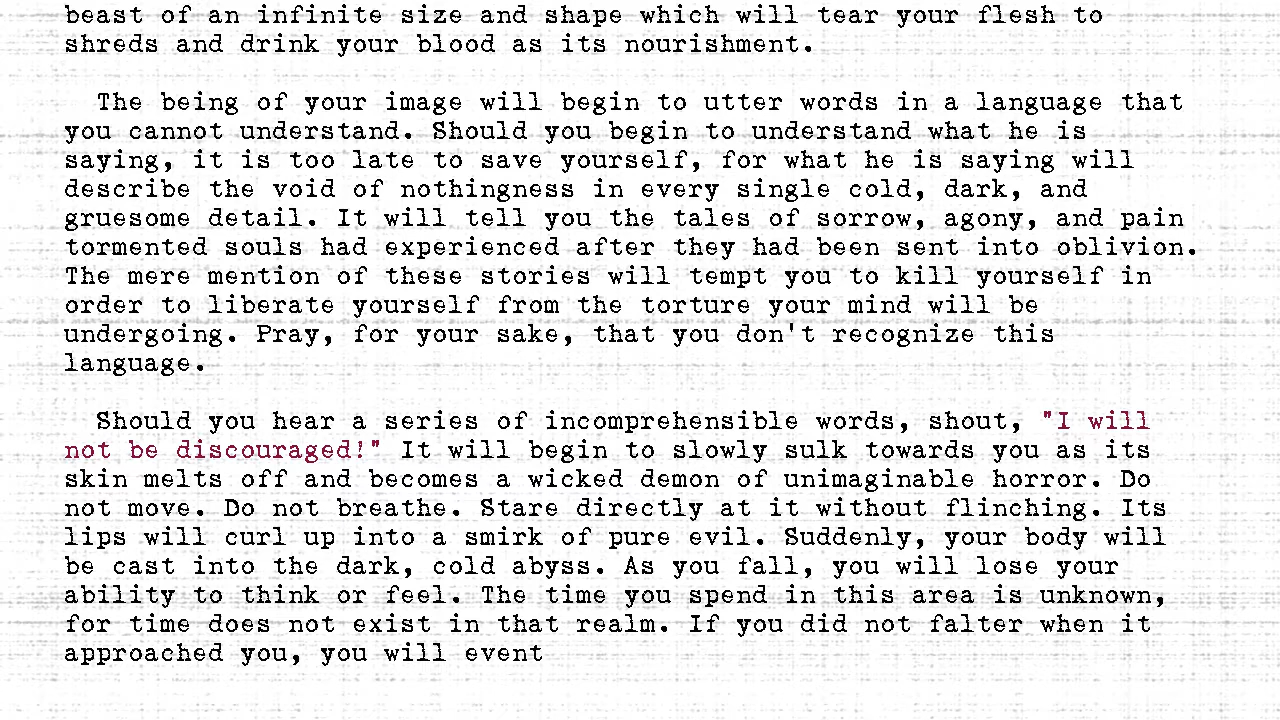 beast of an infinite size and shape which will tear your flesh to
shreds and drink your blood as its nourishment.
The being of your image will begin to utter words in a language that
you cannot understand. Should you begin to understand what he is
saying, it is too late to save yourself, for what he is saying will
describe the void of nothingness in every single cold, dark, and
gruesome detail. It will tell you the tales of sorrow, agony, and pain
tormented souls had experienced after they had been sent into oblivion.
The mere mention of these stories will tempt you to kill yourself in
order to liberate yourself from the torture your mind will be
undergoing. Pray, for your sake, that you don't recognize this
language.
Should you hear a series of incomprehensible words, shout, "I will
not be discouraged!" It will begin to slowly sulk towards you as its
skin melts off and becomes a wicked demon of unimaginable horror. Do
not move. Do not breathe. Stare directly at it without flinching. Its
lips will curl up into a smirk of pure evil. Suddenly, your body will
be cast into the dark, cold abyss. As you fall, you will lose your
ability to think or feel. The time you spend in this area is unknown,
for time does not exist in that realm. If you did not falter when it
approached you, you will event